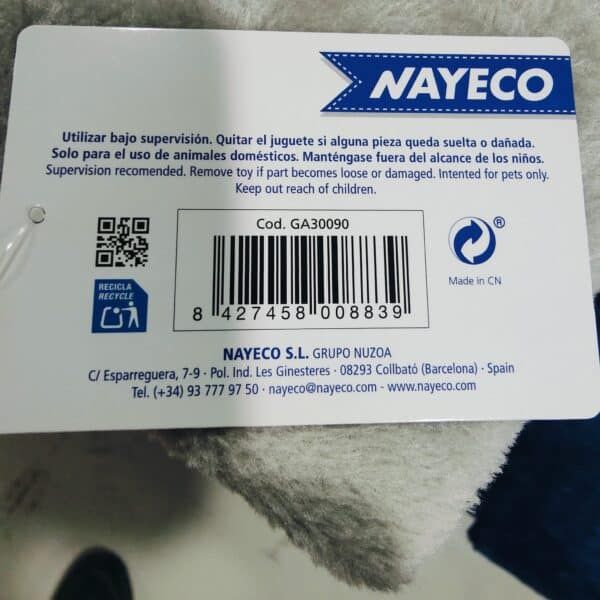 NAYECO
Utilizar bajo supervisión. Quitar el juguete si alguna pieza queda suelta o dañada.
Solo para el uso de animales domésticos. Manténgase fuera del alcance de los niños.
Supervision recomended. Remove toy if part becomes loose or damaged. Intented for pets only.
Keep out reach of children.
Cod. GA30090
8 427458 008839
RECICLA
RECYCLE
®
Made in CN
NAYECO S.L. GRUPO NUZOA
C/ Esparreguera, 7-9 · Pol. Ind. Les Ginesteres · 08293 Collbató (Barcelona) · Spain
Tel. (+34) 93 777 97 50 · nayeco@nayeco.com - www.nayeco.com